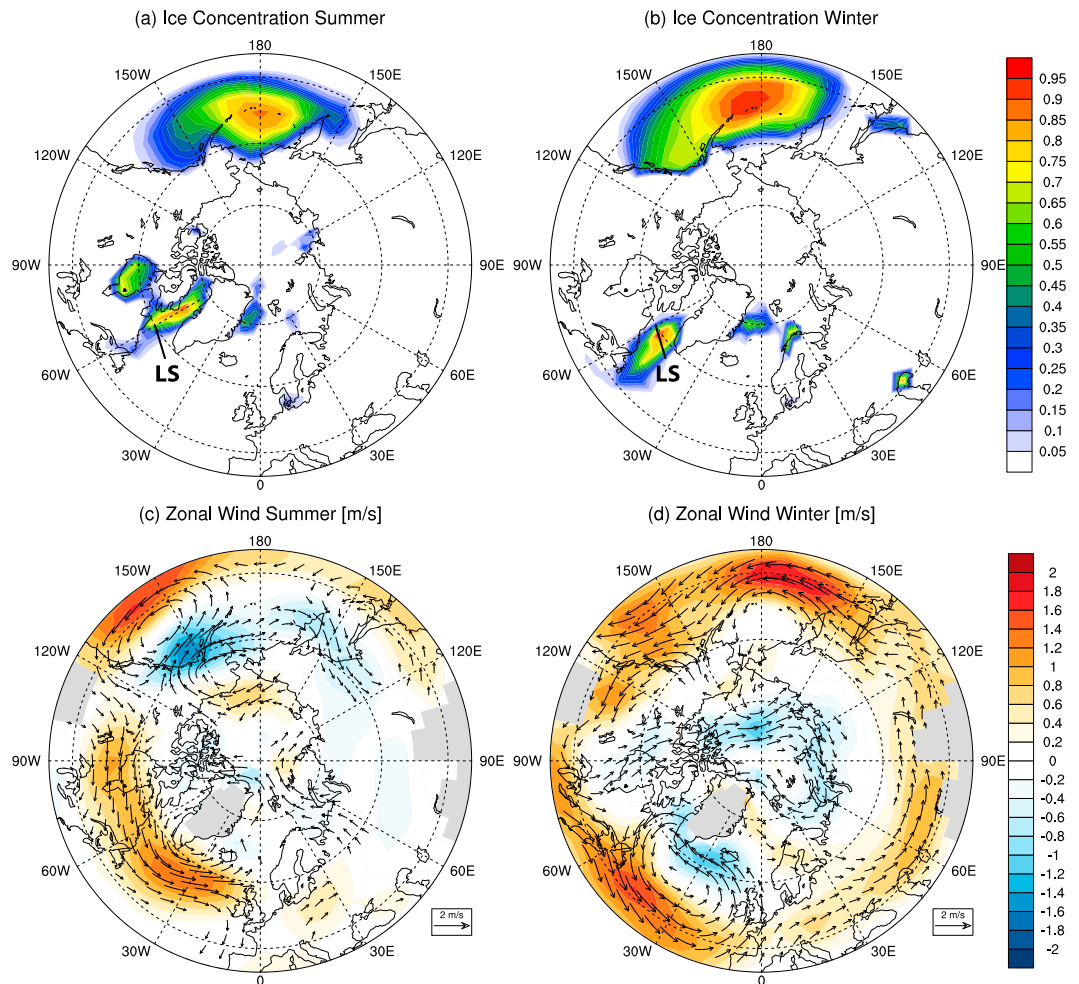 (a) Ice Concentration Summer
(b) Ice Concentration Winter
180
150W
150E
120W
120E
90W
90E
60W
60E
30W
30E
0
LS
180
150W
150E
120W
120E
90W
90E
60W
60E
30W
30E
0
LS
0.95
0.9
0.85
0.8
0.75
0.7
0.65
0.6
0.55
0.5
0.45
0.4
0.35
0.3
0.25
0.2
0.15
0.1
0.05
(c) Zonal Wind Summer [m/s]
(d) Zonal Wind Winter [m/s]
180
150W
150E
120W
120E
90W
90E
60W
60E
30W
30E
0
2 m/s
180
150W
150E
120W
120E
90W
90E
60W
60E
30W
30E
0
2 m/s
2
1.8
1.6
1.4
1.2
1
0.8
0.6
0.4
0.2
0
-0.2
-0.4
-0.6
-0.8
-1
-1.2
-1.4
-1.6
-1.8
-2